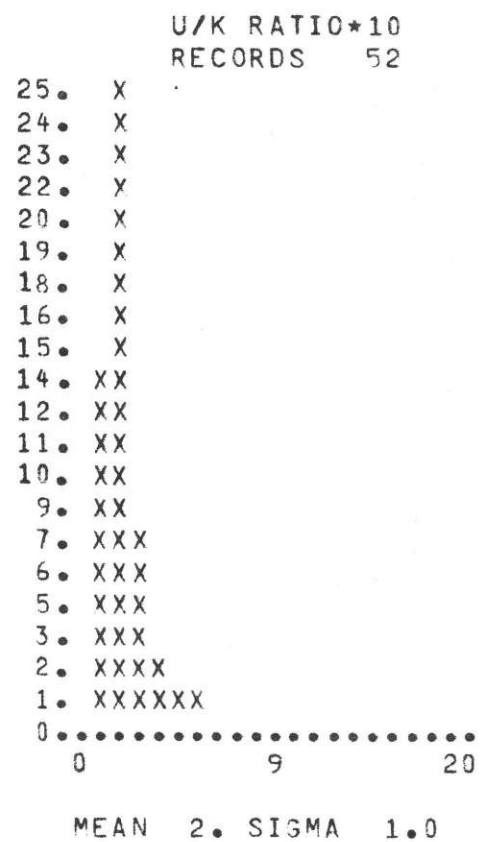 U/K RATIO*10
RECORDS 52
25. X
24. X
23. X
22. X
20. X
19. X
18. X
16. X
15. X
14. XX
12. XX
11. XX
10. XX
9. XX
7. XXX
6. XXX
5. XXX
3. XXX
2. XXXX
1. XXXXXX
0......................
0 9 20
MEAN 2. SIGMA 1.0